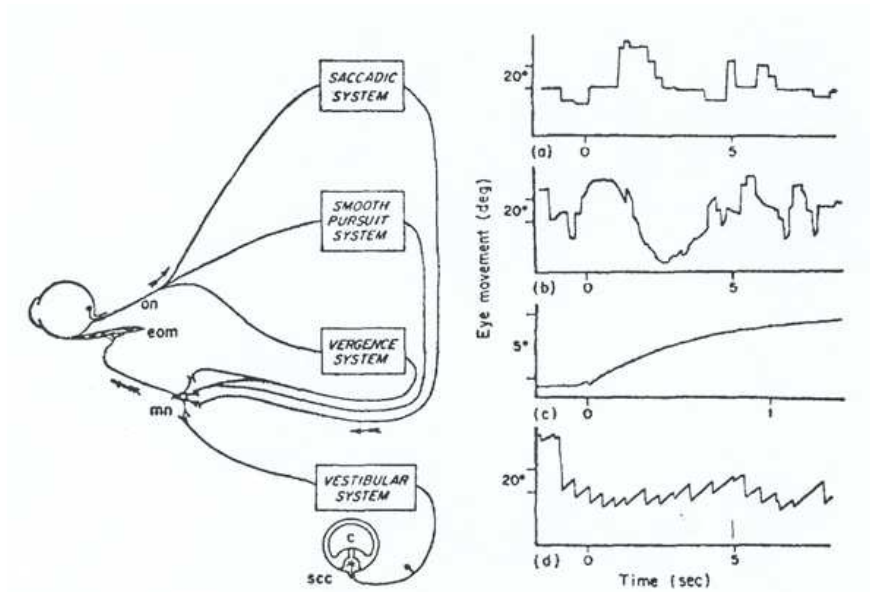 SACCADIC
SYSTEM
SMOOTH
PURSUIT
SYSTEM
on
eom
VERGENCE
SYSTEM
mn
VESTIBULAR
SYSTEM
C
scc
Eye movement (deg)
20°
(a) 0 5
20°
(b) 0 5
5°
(c) 0 1
20°
(d) 0 5
Time (sec)